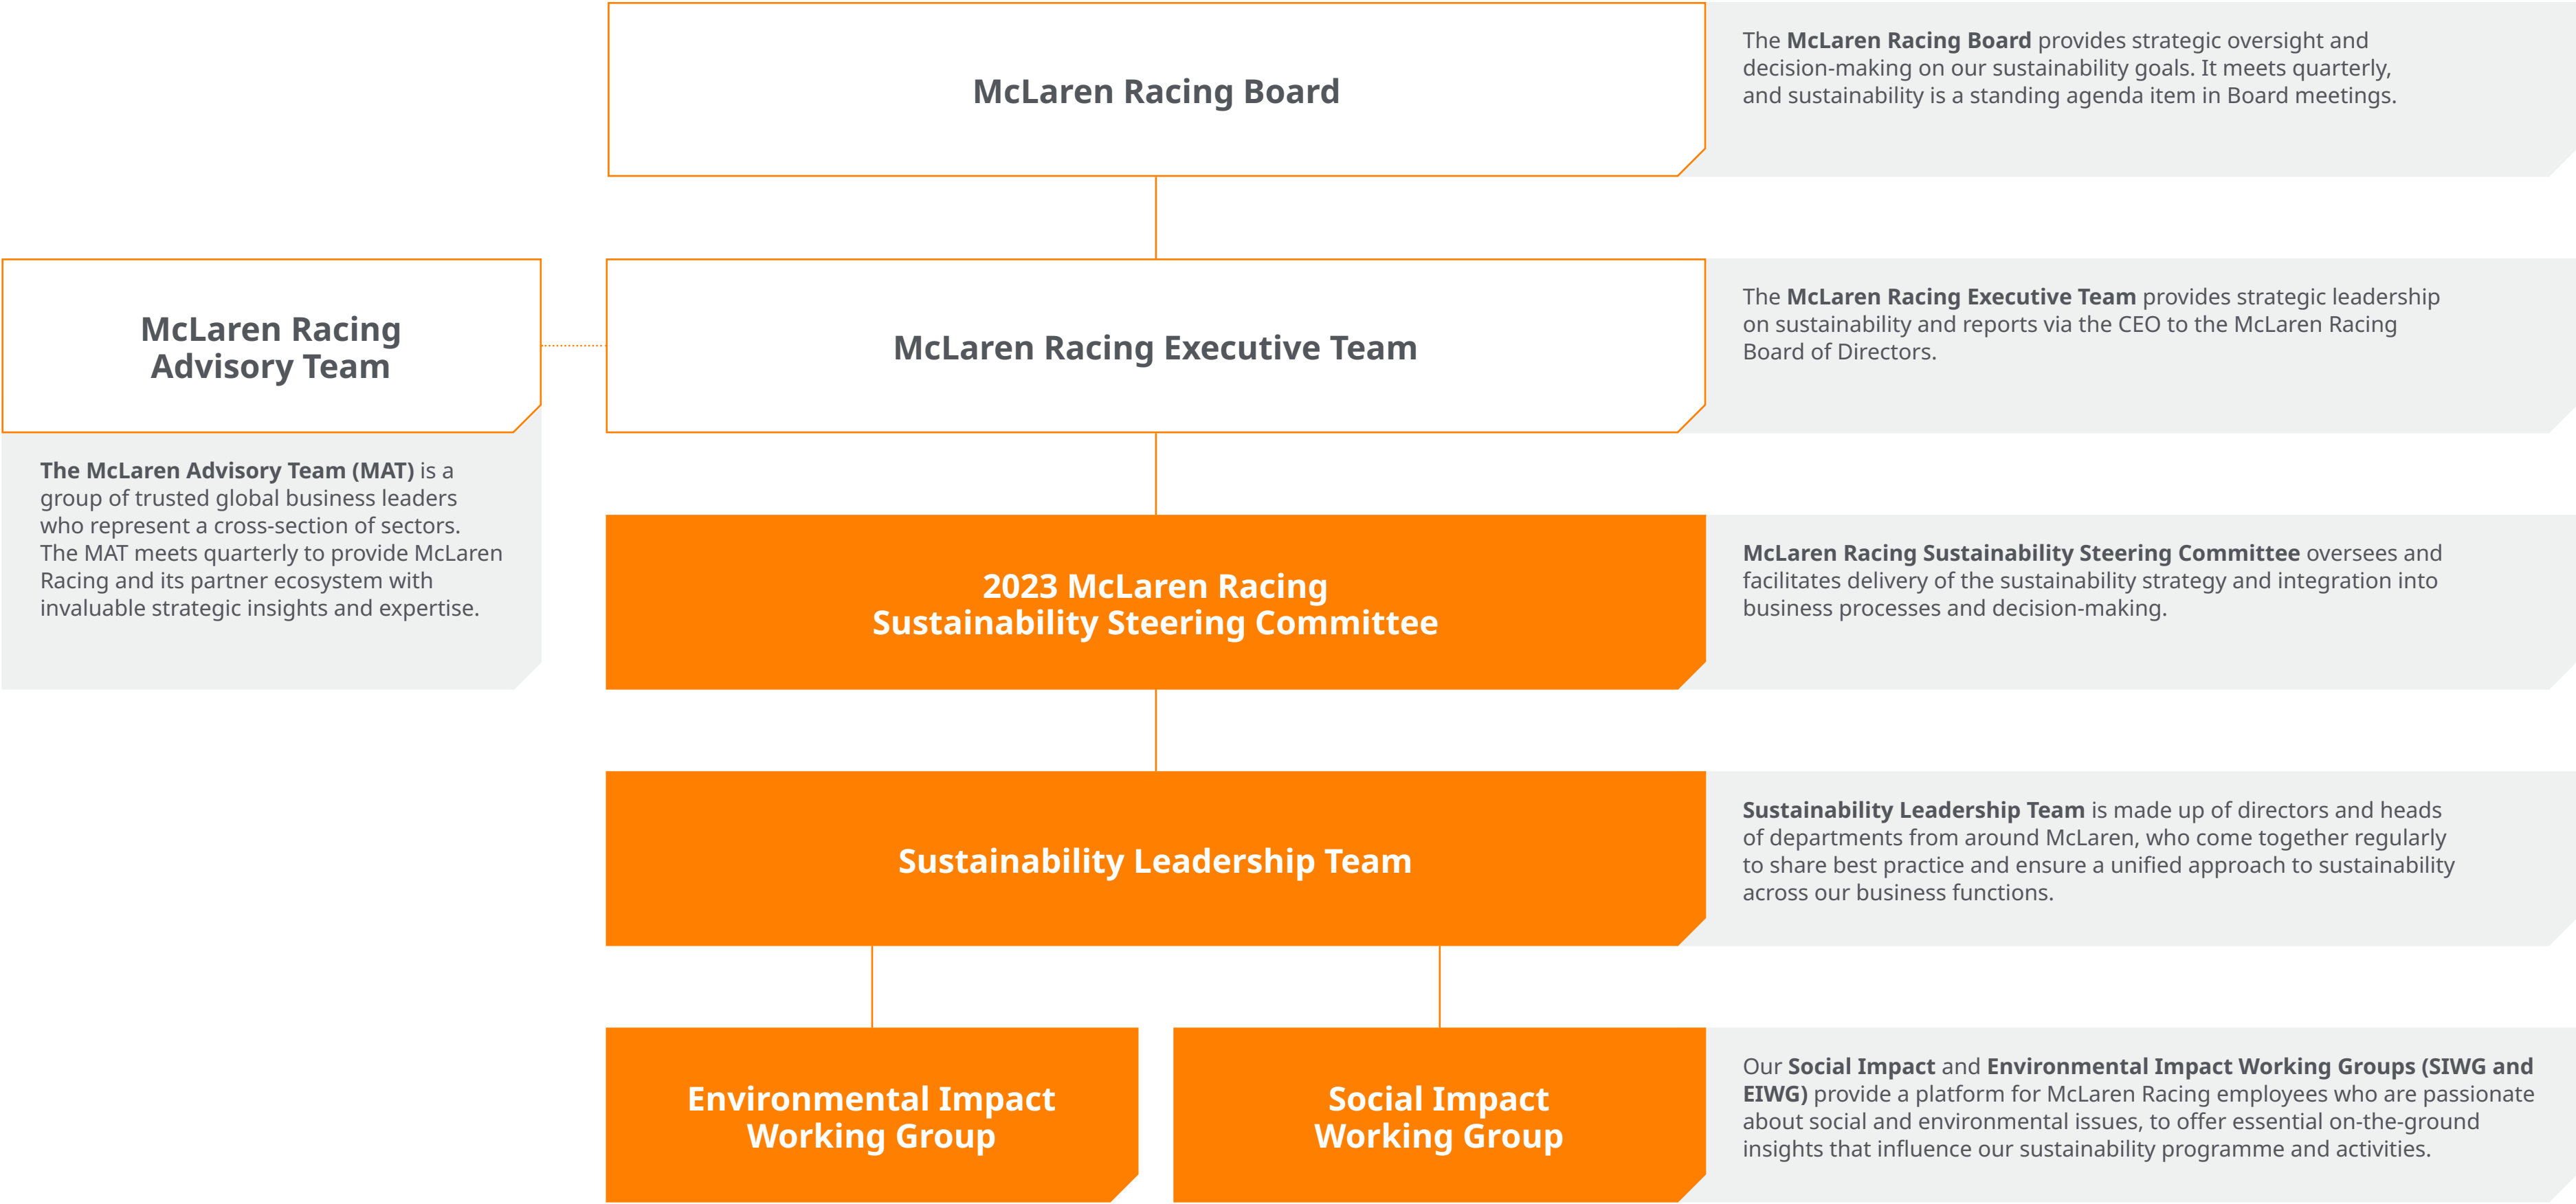 McLaren Racing Board
The McLaren Racing Board provides strategic oversight and
decision-making on our sustainability goals. It meets quarterly,
and sustainability is a standing agenda item in Board meetings.
McLaren Racing
Advisory Team
The McLaren Advisory Team (MAT) is a
group of trusted global business leaders
who represent a cross-section of sectors.
The MAT meets quarterly to provide McLaren
Racing and its partner ecosystem with
invaluable strategic insights and expertise.
McLaren Racing Executive Team
The McLaren Racing Executive Team provides strategic leadership
on sustainability and reports via the CEO to the McLaren Racing
Board of Directors.
2023 McLaren Racing
Sustainability Steering Committee
McLaren Racing Sustainability Steering Committee oversees and
facilitates delivery of the sustainability strategy and integration into
business processes and decision-making.
Sustainability Leadership Team
Sustainability Leadership Team is made up of directors and heads
of departments from around McLaren, who come together regularly
to share best practice and ensure a unified approach to sustainability
across our business functions.
Environmental Impact
Working Group
Social Impact
Working Group
Our Social Impact and Environmental Impact Working Groups (SIWG and
EIWG) provide a platform for McLaren Racing employees who are passionate
about social and environmental issues, to offer essential on-the-ground
insights that influence our sustainability programme and activities.